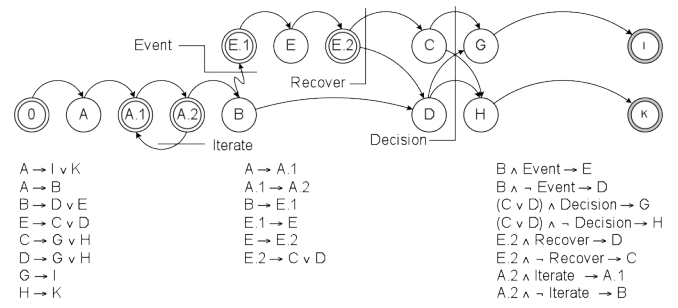 Event
E.1
E
E.2
C
G
I
Recover
0
A
A.1
A.2
B
D
H
K
Iterate
Decision
A → I v K
A → B
B → D v E
E → C v D
C → G v H
D → G v H
G → I
H → K
A → A.1
A.1 → A.2
B → E.1
E.1 → E
E → E.2
E.2 → C v D
B ∧ Event → E
B ∧ ¬ Event → D
(C v D) ∧ Decision → G
(C v D) ∧ ¬ Decision → H
E.2 ∧ Recover → D
E.2 ∧ ¬ Recover → C
A.2 ∧ Iterate → A.1
A.2 ∧ ¬ Iterate → B